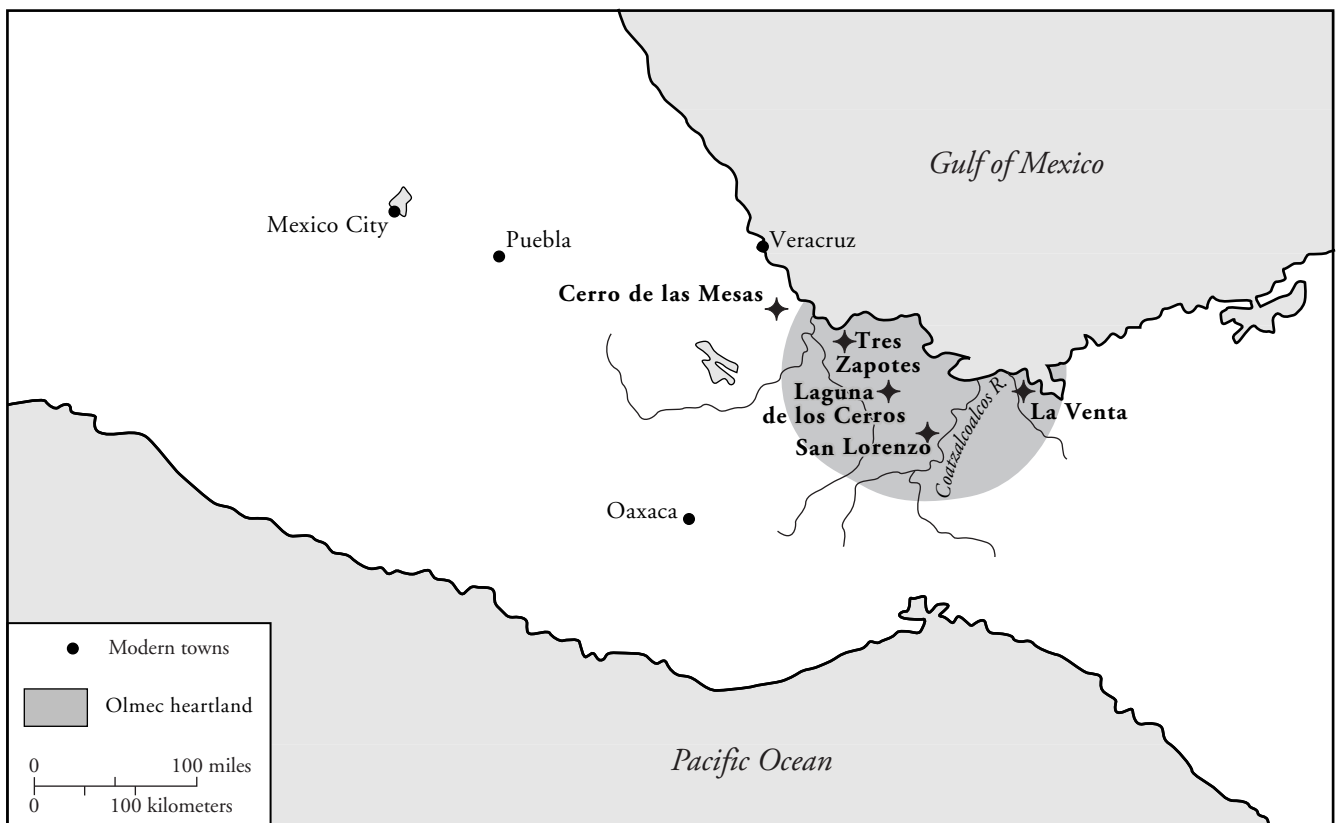 Gulf of Mexico
Mexico City
Puebla
Veracruz
Cerro de las Mesas
Tres
Zapotes
Laguna
de los Cerros
La Venta
San Lorenzo
Coatzalcoalcos R.
Oaxaca
Pacific Ocean
Modern towns
Olmec heartland
0 100 miles
0 100 kilometers